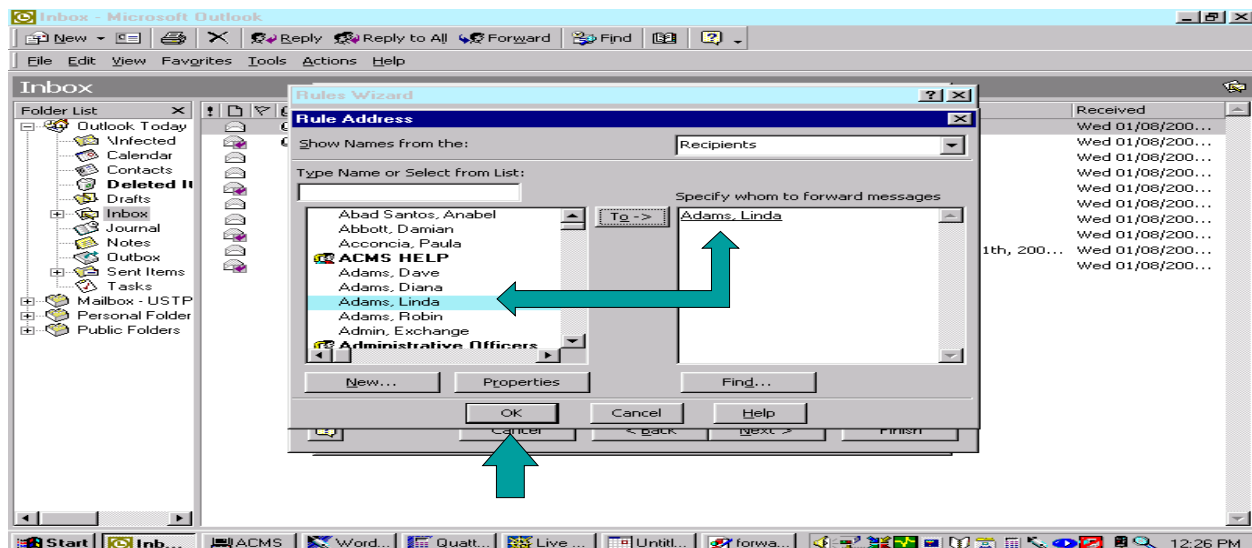 Inbox - Microsoft Outlook
New Reply Reply to All Forward Find
File Edit View Favorites Tools Actions Help
Inbox
Folder List
Outlook Today
\Infected
Calendar
Contacts
Deleted It
Drafts
Inbox
Journal
Notes
Outbox
Sent Items
Tasks
Mailbox - USTP
Personal Folder
Public Folders
Rules Wizard
Rule Address
Show Names from the:
Recipients
Type Name or Select from List:
Specify whom to forward messages
To ->
Adams, Linda
Abad Santos, Anabel
Abbott, Damian
Acconcia, Paula
ACMS HELP
Adams, Dave
Adams, Diana
Adams, Linda
Adams, Robin
Admin, Exchange
Administrative Officers
New... Properties Find...
OK Cancel Help
Cancel < Back Next > Finish
Received
Wed 01/08/200...
Wed 01/08/200...
Wed 01/08/200...
Wed 01/08/200...
Wed 01/08/200...
Wed 01/08/200...
Wed 01/08/200...
Wed 01/08/200...
1th, 200... Wed 01/08/200...
Wed 01/08/200...
Start Inb... ACMS Word... Quatt... Live ... Untitl... forwa... 12:26 PM